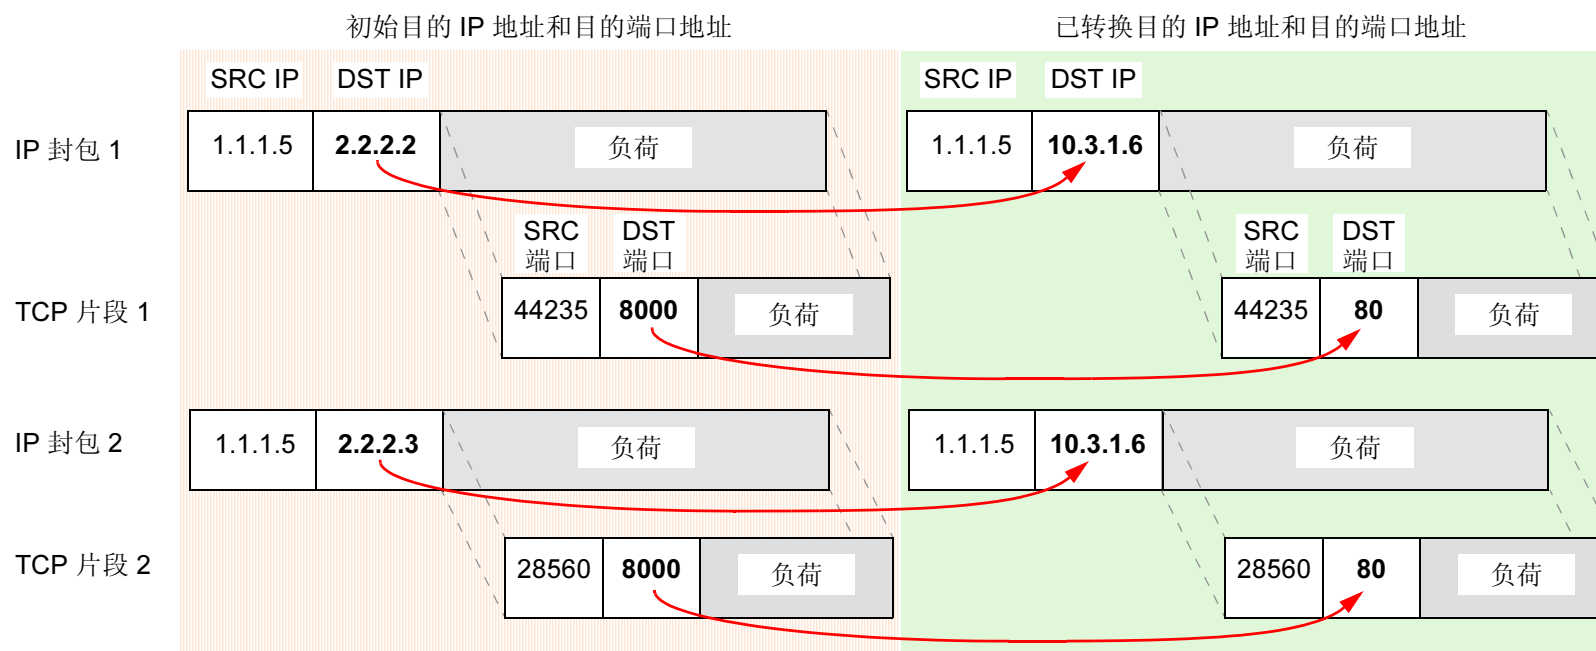 初始目的 IP 地址和目的端口地址
已转换目的 IP 地址和目的端口地址
SRC IP DST IP
SRC IP DST IP
IP 封包 1
1.1.1.5 2.2.2.2 负荷
1.1.1.5 10.3.1.6 负荷
SRC 端口
DST 端口
SRC 端口
DST 端口
TCP 片段 1
44235 8000 负荷
44235 80 负荷
IP 封包 2
1.1.1.5 2.2.2.3 负荷
1.1.1.5 10.3.1.6 负荷
TCP 片段 2
28560 8000 负荷
28560 80 负荷